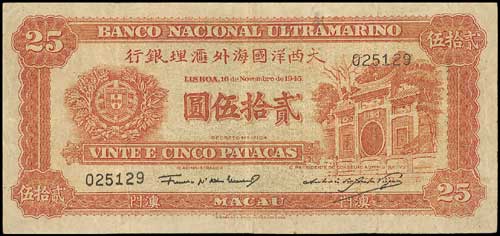 25 BANCO NACIONAL ULTRAMARINO 伍拾貳
行銀理滙外海國洋西大
025129
LISBOA, 16 de Novembro de 1945
圓伍拾貳
VINTE E CINCO PATACAS
025129
伍拾貳 澳門 MACAU 澳門 25